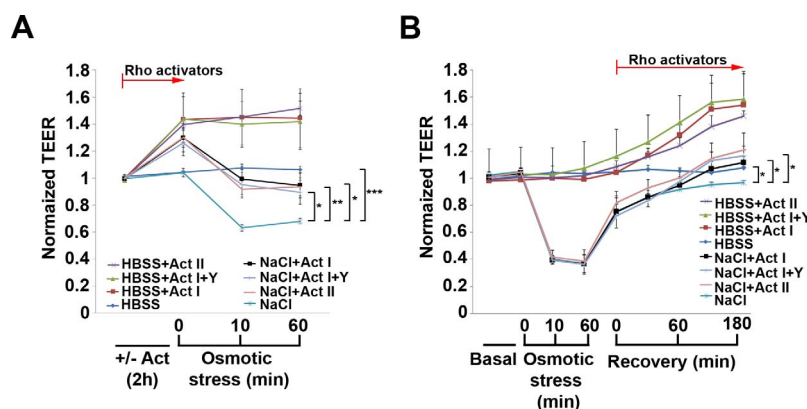 A
Rho activators
Normalized TEER
1.8
1.6
1.4
1.2
1
0.8
0.6
0.4
0.2
0
* ** * ***
HBSS+Act II
HBSS+Act I+Y
HBSS+Act I
HBSS
NaCl+Act I
NaCl+Act I+Y
NaCl+Act II
NaCl
0 10 60
+/- Act
(2h)
Osmotic
stress (min)
B
Rho activators
Normalized TEER
1.8
1.6
1.4
1.2
1
0.8
0.6
0.4
0.2
0
* * *
HBSS+Act II
HBSS+Act I+Y
HBSS+Act I
HBSS
NaCl+Act I
NaCl+Act I+Y
NaCl+Act II
NaCl
0 10 60 0 60 180
Basal
Osmotic
stress
(min)
Recovery (min)